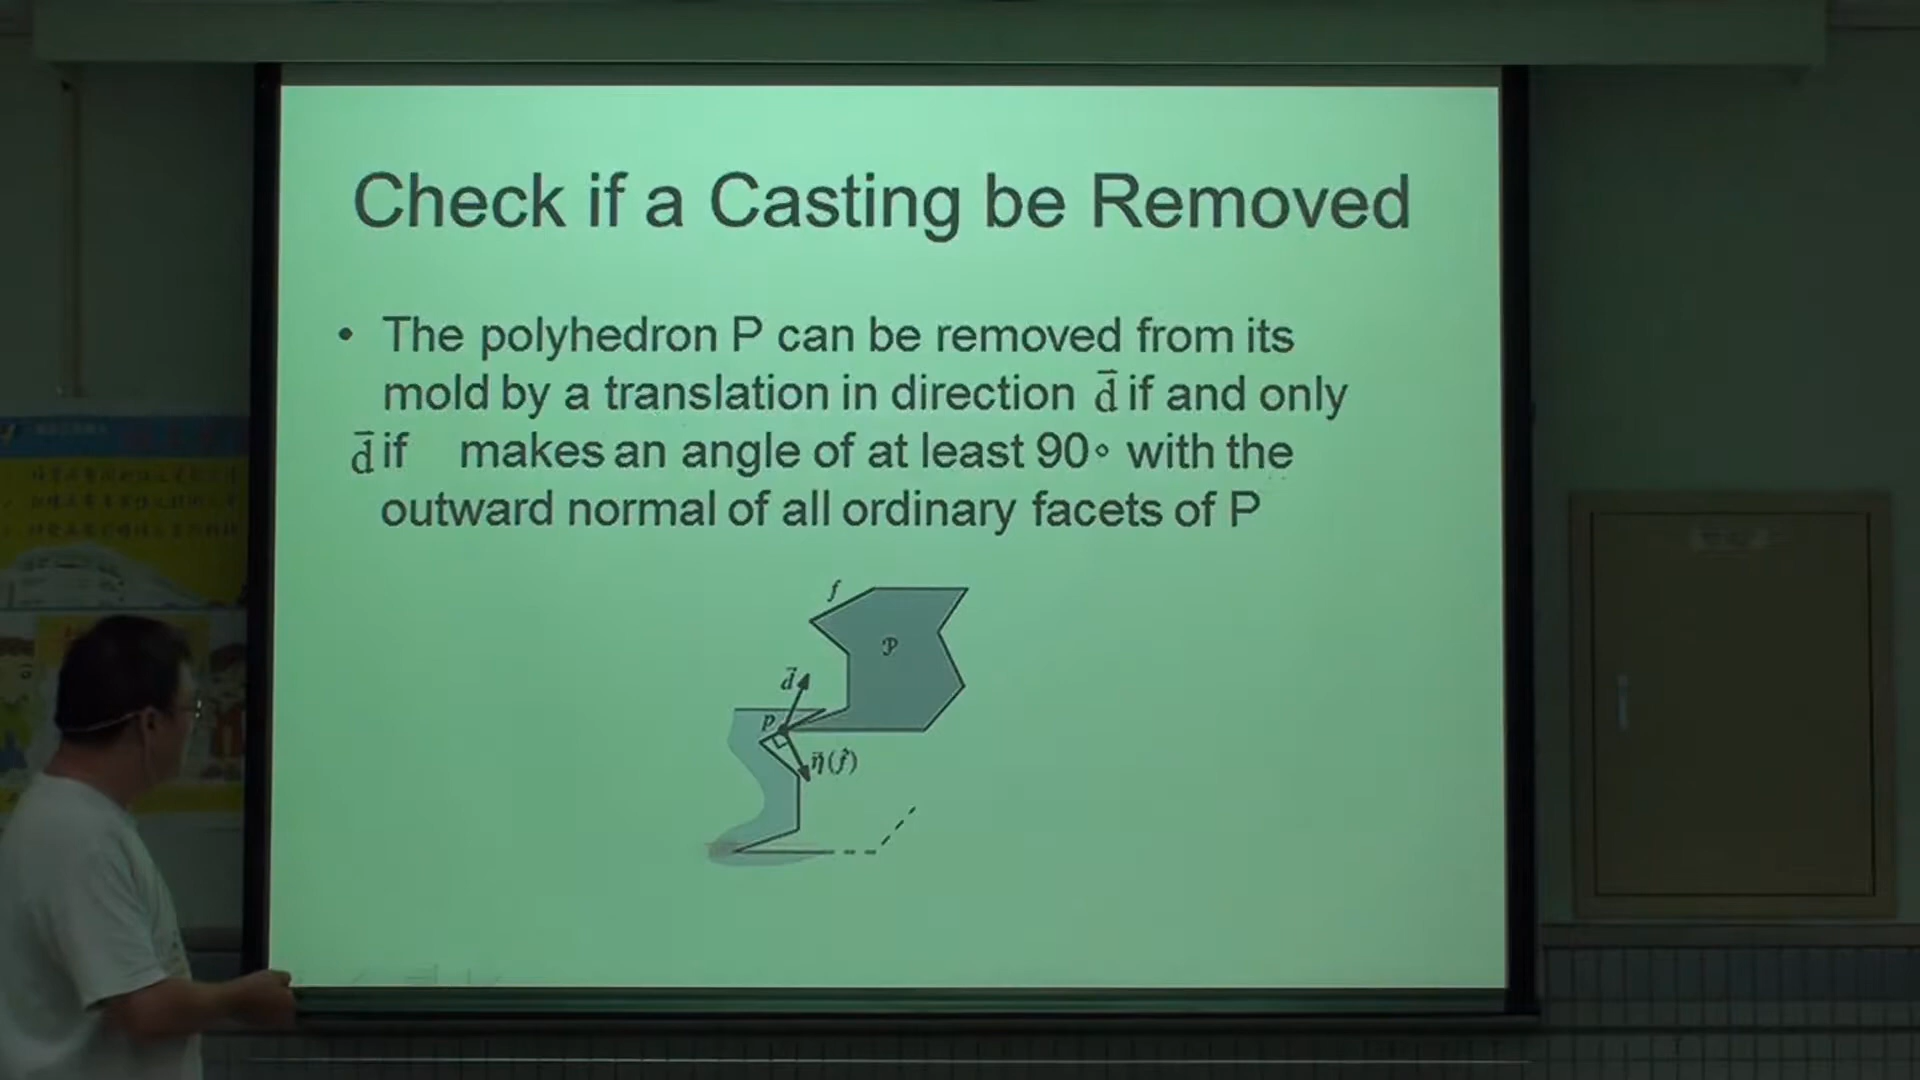 Check if a Casting be Removed
• The polyhedron P can be removed from its
mold by a translation in direction d⃗ if and only
d⃗ if makes an angle of at least 90° with the
outward normal of all ordinary facets of P
f
𝒫
d⃗
p
η⃗(f̂)